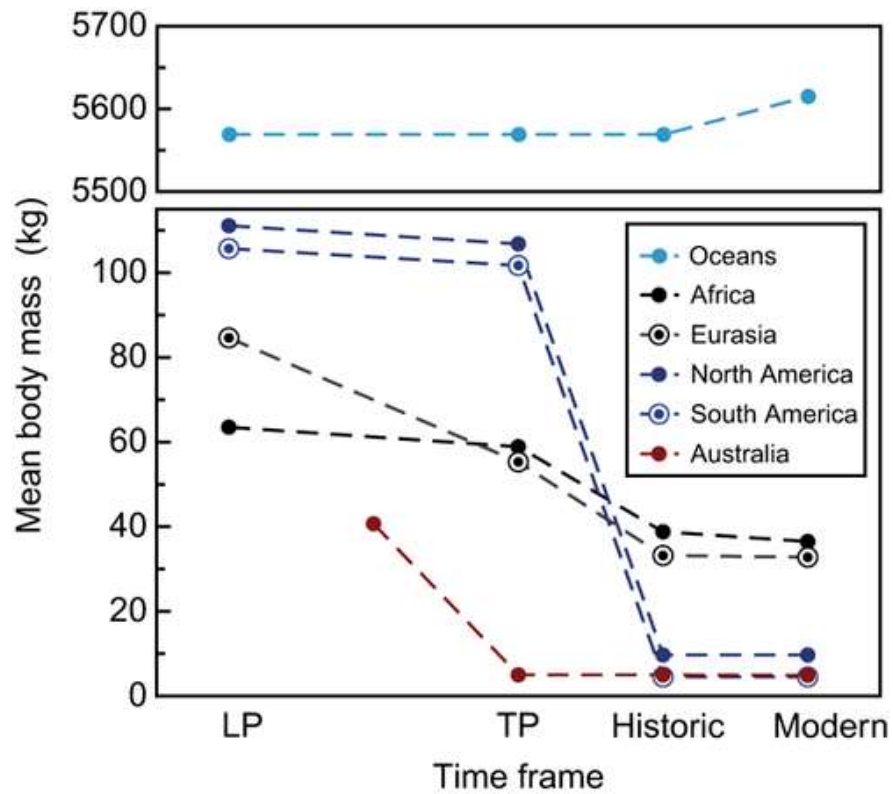 5700
5600
5500
100
80
60
40
20
0
Mean body mass (kg)
Oceans
Africa
Eurasia
North America
South America
Australia
LP TP Historic Modern
Time frame